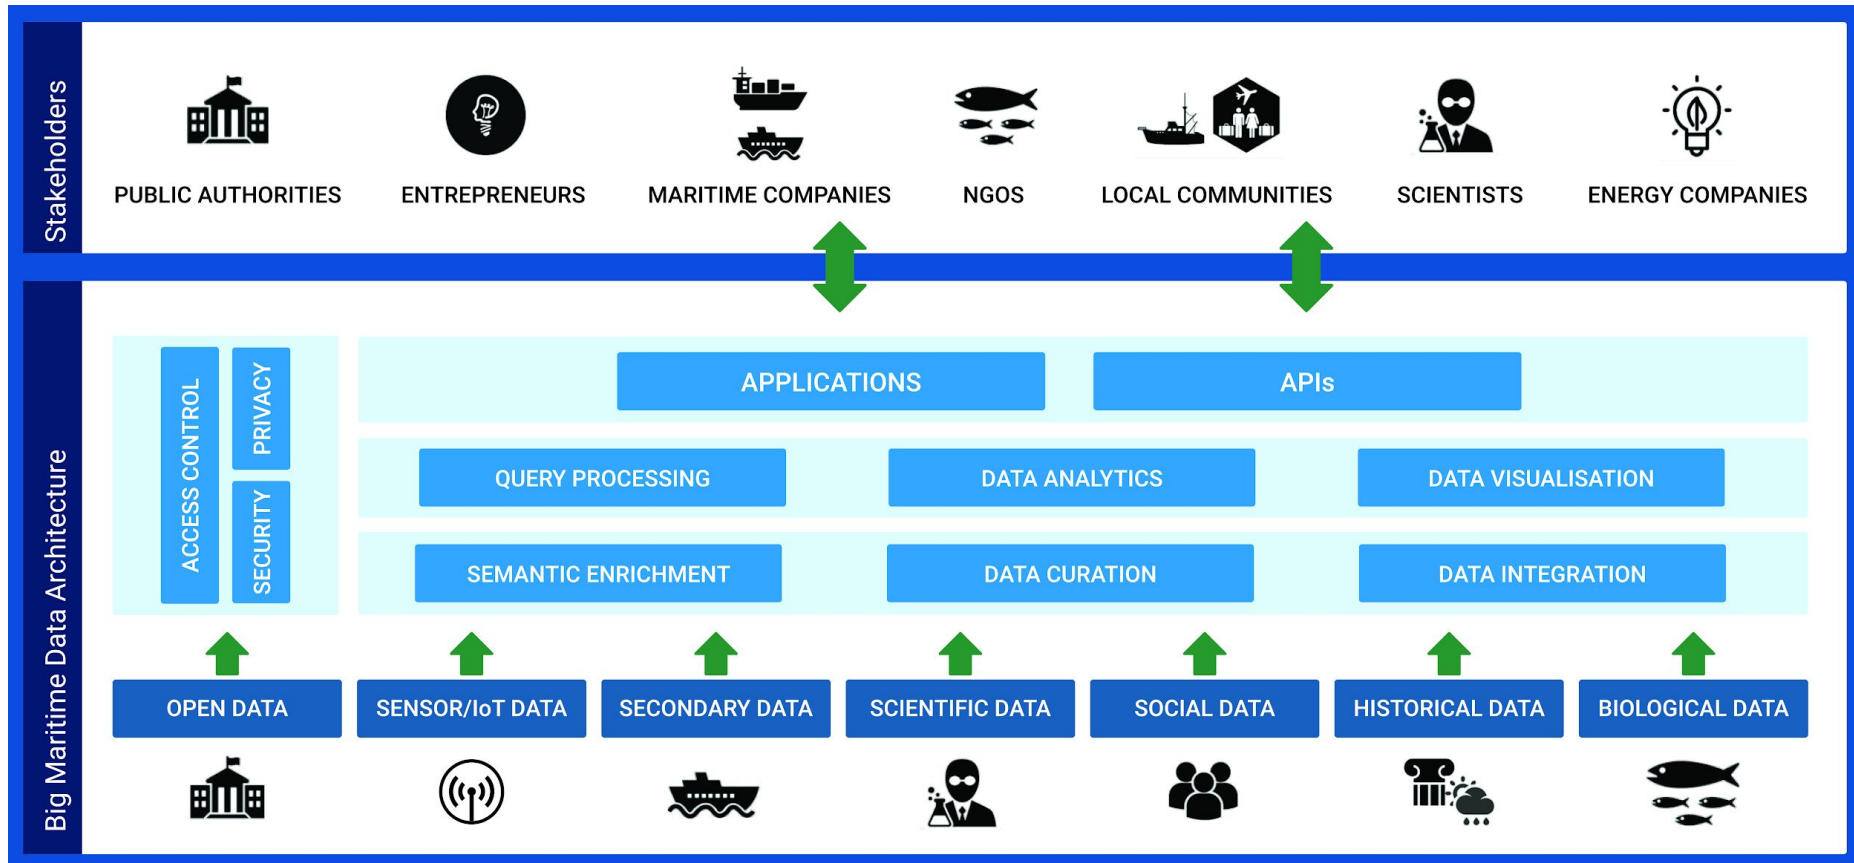 Stakeholders
PUBLIC AUTHORITIES
ENTREPRENEURS
MARITIME COMPANIES
NGOS
LOCAL COMMUNITIES
SCIENTISTS
ENERGY COMPANIES
Big Maritime Data Architecture
ACCESS CONTROL
PRIVACY
SECURITY
APPLICATIONS
APIs
QUERY PROCESSING
DATA ANALYTICS
DATA VISUALISATION
SEMANTIC ENRICHMENT
DATA CURATION
DATA INTEGRATION
OPEN DATA
SENSOR/IoT DATA
SECONDARY DATA
SCIENTIFIC DATA
SOCIAL DATA
HISTORICAL DATA
BIOLOGICAL DATA